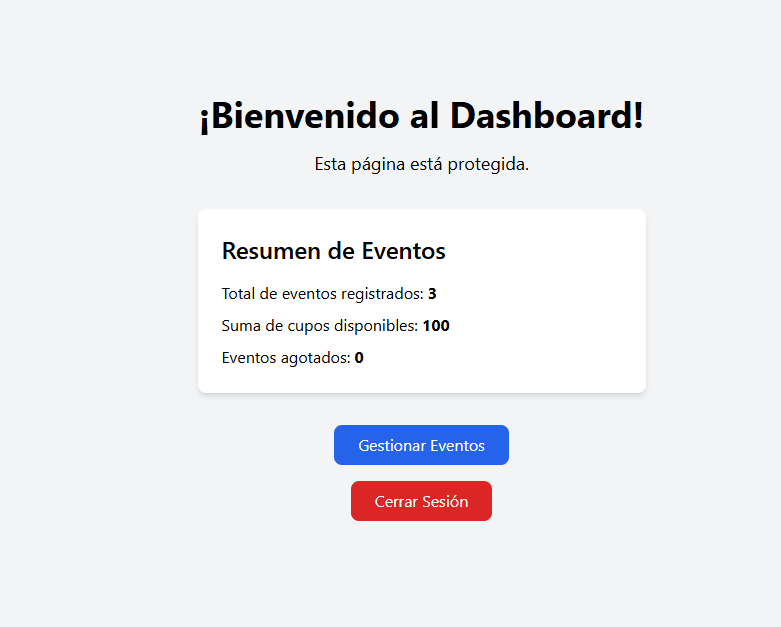 ¡Bienvenido al Dashboard!
Esta página está protegida.
Resumen de Eventos
Total de eventos registrados: 3
Suma de cupos disponibles: 100
Eventos agotados: 0
Gestionar Eventos
Cerrar Sesión